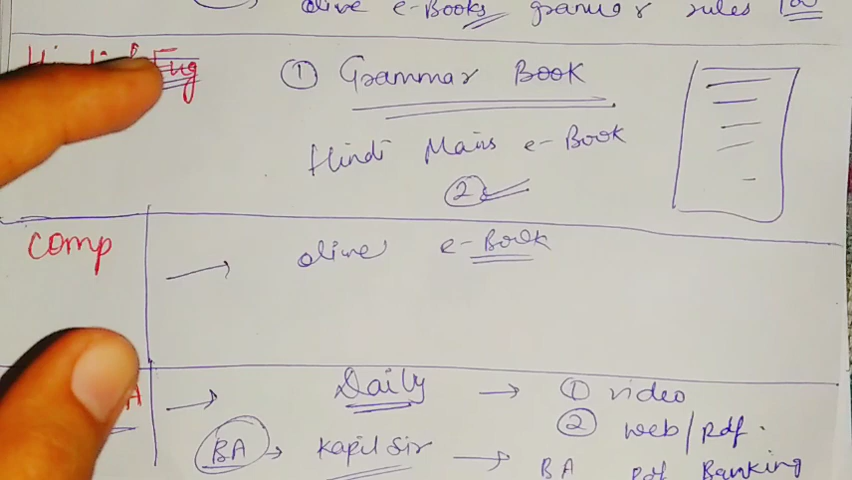 olive e-Books grammar rules
Hindi Eng
① Grammar Book
Hindi Mains e-Book
②
Comp → olive e-Book
A → Daily → ① video
② web/Pdf.
BA → Kapil Sir → BA Pdf Banking